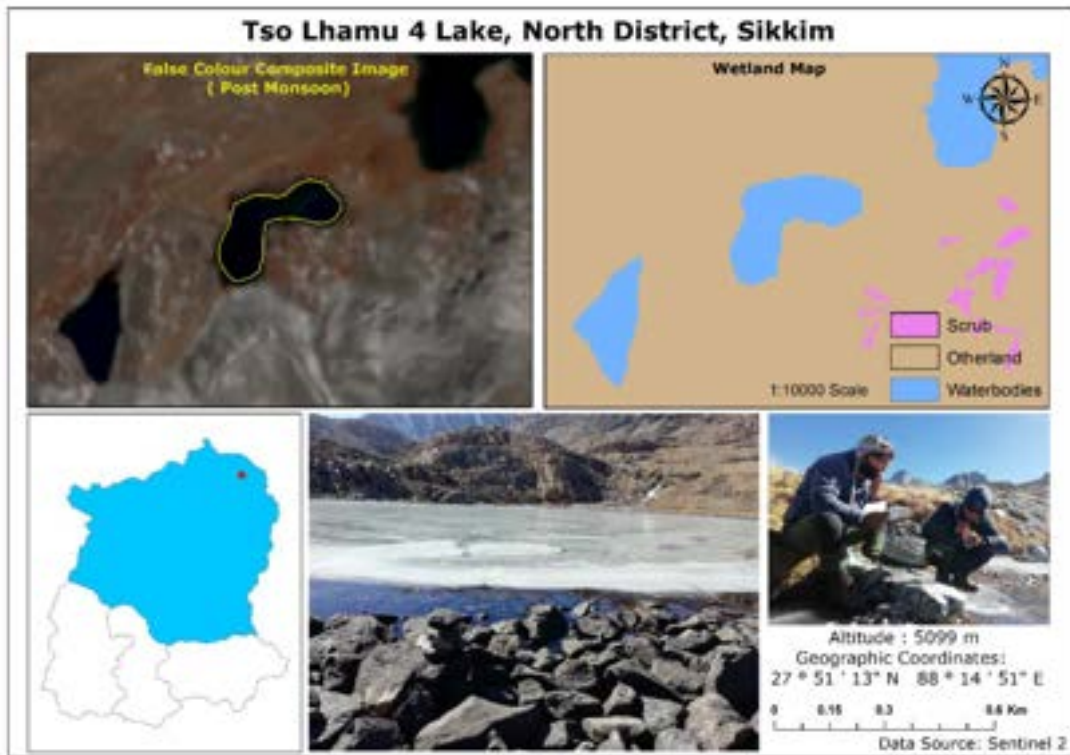 Tso Lhamu 4 Lake, North District, Sikkim
False Colour Composite Image
( Post Monsoon)
Wetland Map
N
W E
S
Scrub
Otherland
1:10000 Scale
Waterbodies
Altitude : 5099 m
Geographic Coordinates:
27 ° 51 ' 13" N 88 ° 14 ' 51" E
0 0.15 0.3 0.6 Km
Data Source: Sentinel 2